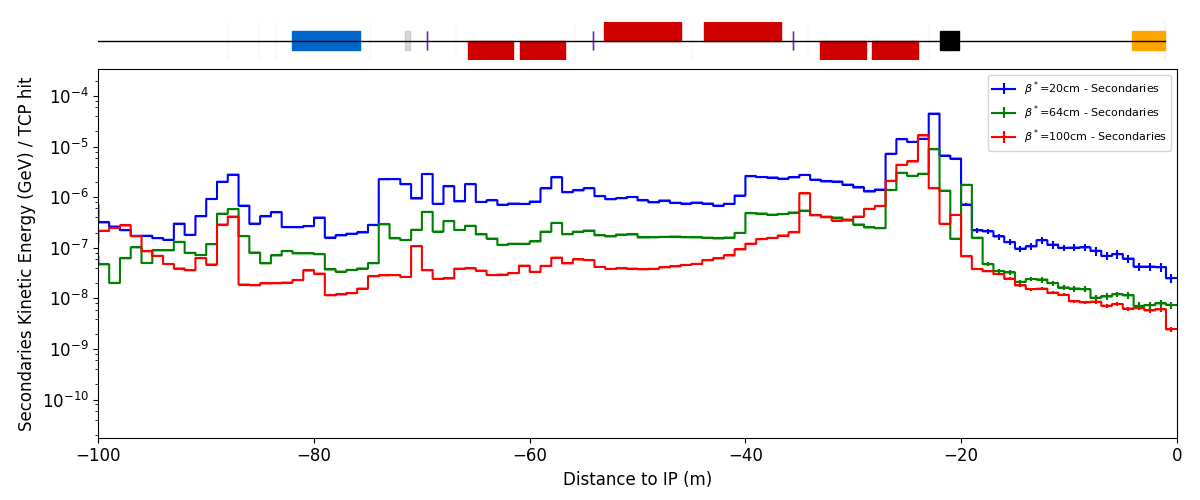 Secondaries Kinetic Energy (GeV) / TCP hit
10⁻⁴
10⁻⁵
10⁻⁶
10⁻⁷
10⁻⁸
10⁻⁹
10⁻¹⁰
β*=20cm - Secondaries
β*=64cm - Secondaries
β*=100cm - Secondaries
−100 −80 −60 −40 −20 0
Distance to IP (m)